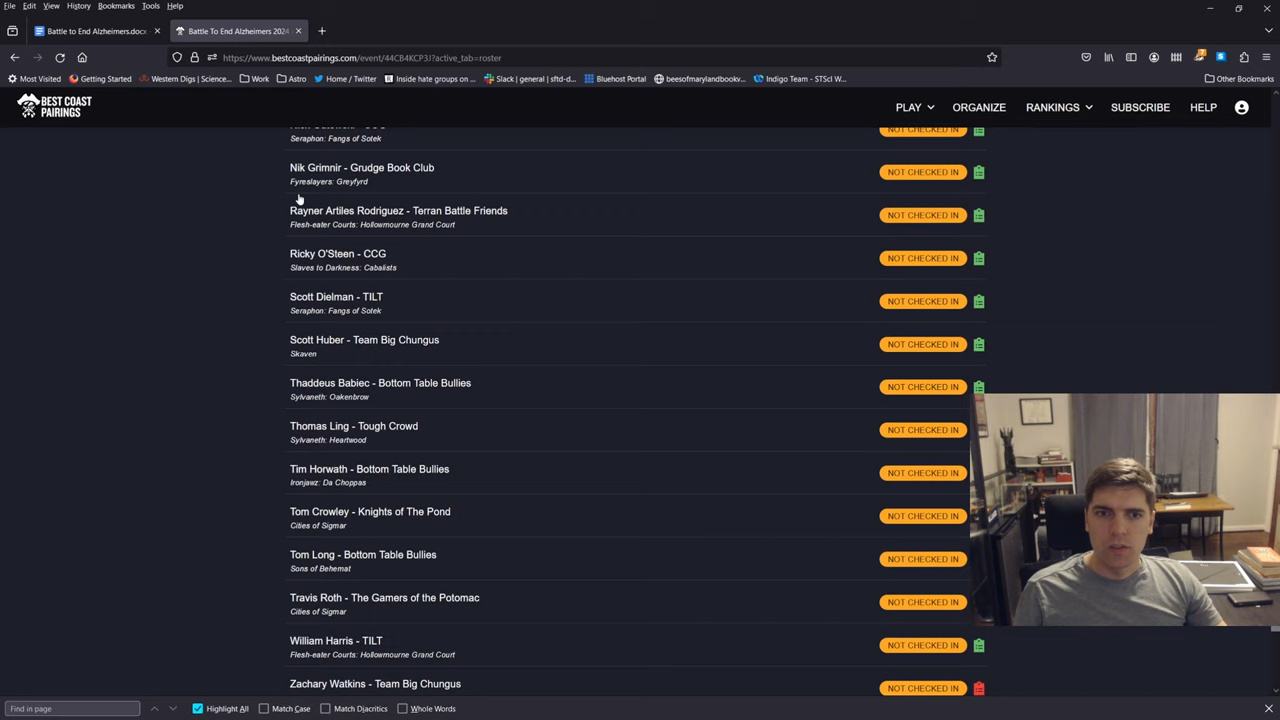 File Edit View History Bookmarks Tools Help
Battle to End Alzheimers.docx
Battle To End Alzheimers 2024
https://www.bestcoastpairings.com/event/44CB4KCP3J?active_tab=roster
Most Visited Getting Started Western Digs | Science... Work Astro Home / Twitter Inside hate groups on ... Slack | general | sftd-d... Bluehost Portal beesofmarylandbookv... Indigo Team - STScI W... Other Bookmarks
BEST COAST
PAIRINGS
PLAY ORGANIZE RANKINGS SUBSCRIBE HELP
NOT CHECKED IN
Seraphon: Fangs of Sotek
Nik Grimnir - Grudge Book Club
Fyreslayers: Greyfyrd
NOT CHECKED IN
Rayner Artiles Rodriguez - Terran Battle Friends
Flesh-eater Courts: Hollowmourne Grand Court
NOT CHECKED IN
Ricky O'Steen - CCG
Slaves to Darkness: Cabalists
NOT CHECKED IN
Scott Dielman - TILT
Seraphon: Fangs of Sotek
NOT CHECKED IN
Scott Huber - Team Big Chungus
Skaven
NOT CHECKED IN
Thaddeus Babiec - Bottom Table Bullies
Sylvaneth: Oakenbrow
NOT CHECKED IN
Thomas Ling - Tough Crowd
Sylvaneth: Heartwood
NOT CHECKED IN
Tim Horwath - Bottom Table Bullies
Ironjawz: Da Choppas
NOT CHECKED IN
Tom Crowley - Knights of The Pond
Cities of Sigmar
NOT CHECKED IN
Tom Long - Bottom Table Bullies
Sons of Behemat
NOT CHECKED IN
Travis Roth - The Gamers of the Potomac
Cities of Sigmar
NOT CHECKED IN
William Harris - TILT
Flesh-eater Courts: Hollowmourne Grand Court
NOT CHECKED IN
Zachary Watkins - Team Big Chungus
NOT CHECKED IN
Find in page Highlight All Match Case Match Diacritics Whole Words